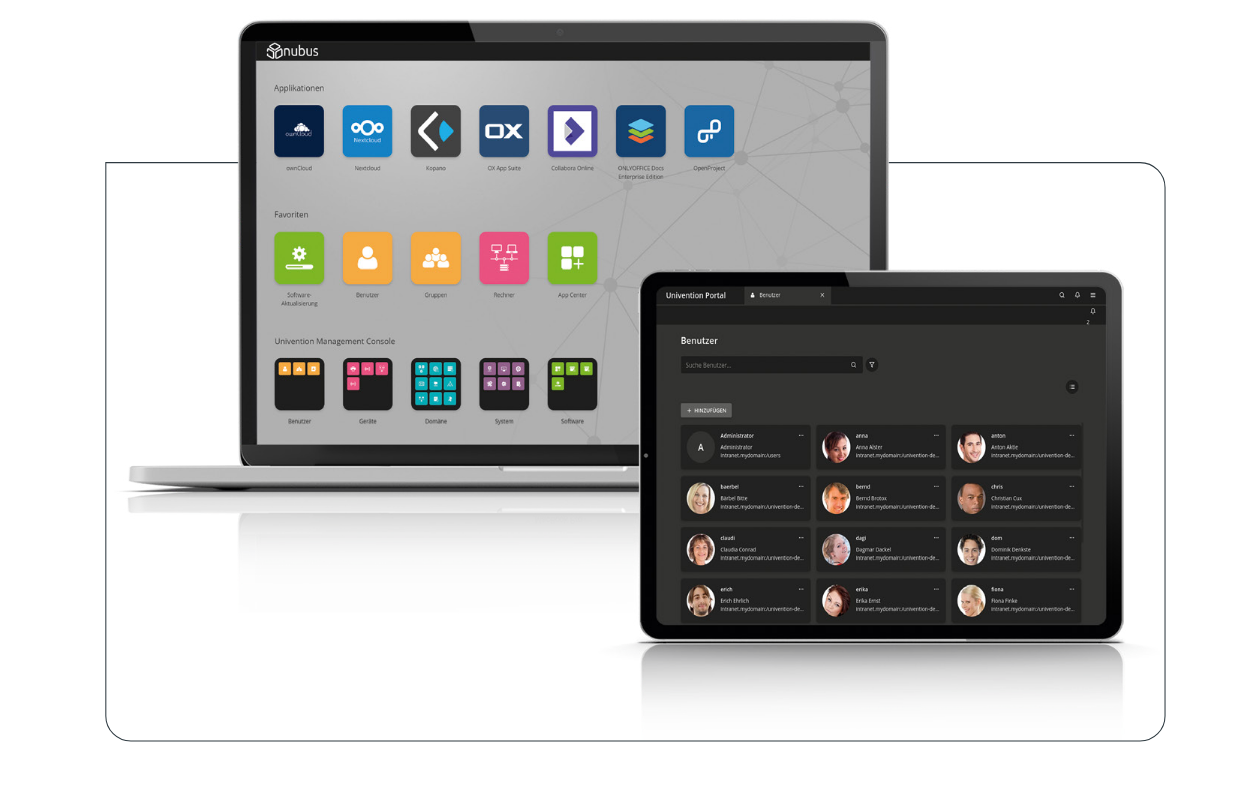 nubus
Applikationen
ownCloud
Nextcloud
OX
ownCloud
Nextcloud
Kopano
OX App Suite
Collabora Online
ONLYOFFICE Docs
Enterprise Edition
OpenProject
Favoriten
Software-
Aktualisierung
Benutzer
Gruppen
Rechner
App Center
Univention Management Console
Benutzer
Geräte
Domäne
System
Software
Univention Portal
Benutzer
2
Benutzer
Suche Benutzer...
+ HINZUFÜGEN
A
Administrator
Administrator
intranet.mydomain:/users
anna
Anna Alster
intranet.mydomain:/univention-de...
anton
Anton Aktie
intranet.mydomain:/univention-de...
baerbel
Bärbel Bitte
intranet.mydomain:/univention-de...
bernd
Bernd Brotox
intranet.mydomain:/univention-de...
chris
Christian Cux
intranet.mydomain:/univention-de...
claudi
Claudia Conrad
intranet.mydomain:/univention-de...
dagi
Dagmar Dackel
intranet.mydomain:/univention-de...
dom
Dominik Denkste
intranet.mydomain:/univention-de...
erich
Erich Ehrlich
intranet.mydomain:/univention-de...
erika
Erika Ernst
intranet.mydomain:/univention-de...
fiona
Fiona Finke
intranet.mydomain:/univention-de...